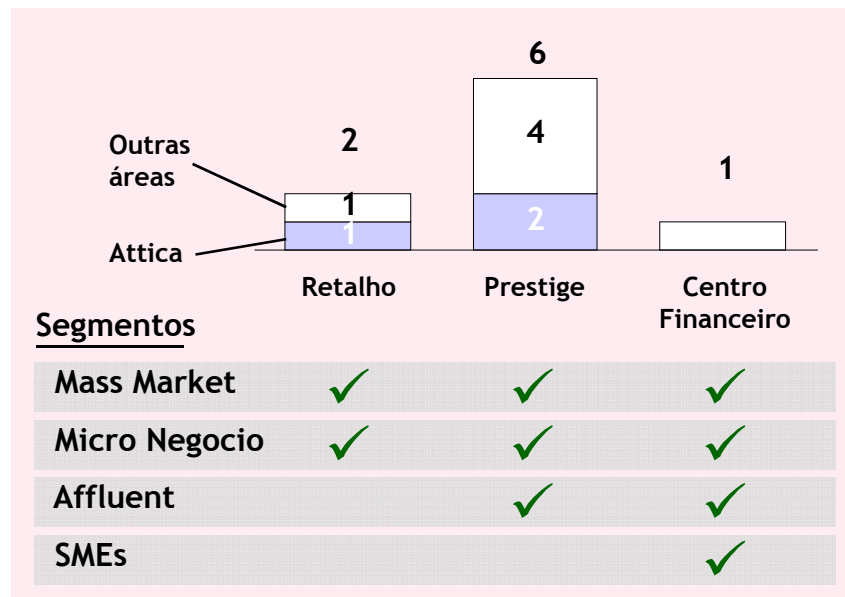 6
2
4
1
Outras
áreas
1
1
2
Attica
Retalho
Prestige
Centro
Financeiro
Segmentos
Mass Market
Micro Negocio
Affluent
SMEs